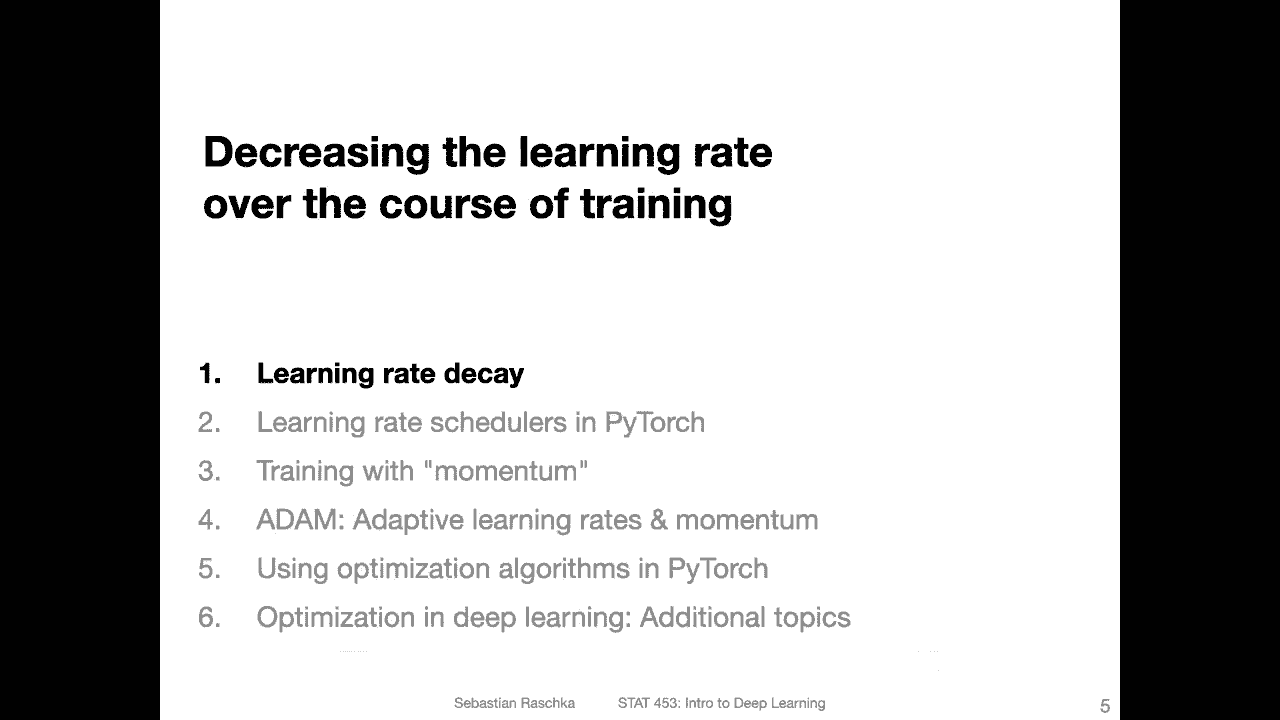 Decreasing the learning rate
over the course of training
1. Learning rate decay
2. Learning rate schedulers in PyTorch
3. Training with "momentum"
4. ADAM: Adaptive learning rates & momentum
5. Using optimization algorithms in PyTorch
6. Optimization in deep learning: Additional topics
Sebastian Raschka STAT 453: Intro to Deep Learning 5